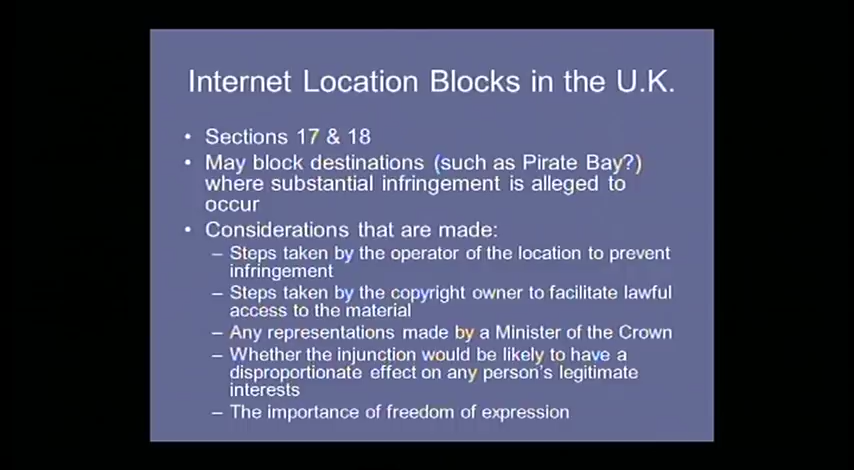 Internet Location Blocks in the U.K.
• Sections 17 & 18
• May block destinations (such as Pirate Bay?)
where substantial infringement is alleged to
occur
• Considerations that are made:
– Steps taken by the operator of the location to prevent
infringement
– Steps taken by the copyright owner to facilitate lawful
access to the material
– Any representations made by a Minister of the Crown
– Whether the injunction would be likely to have a
disproportionate effect on any person's legitimate
interests
– The importance of freedom of expression